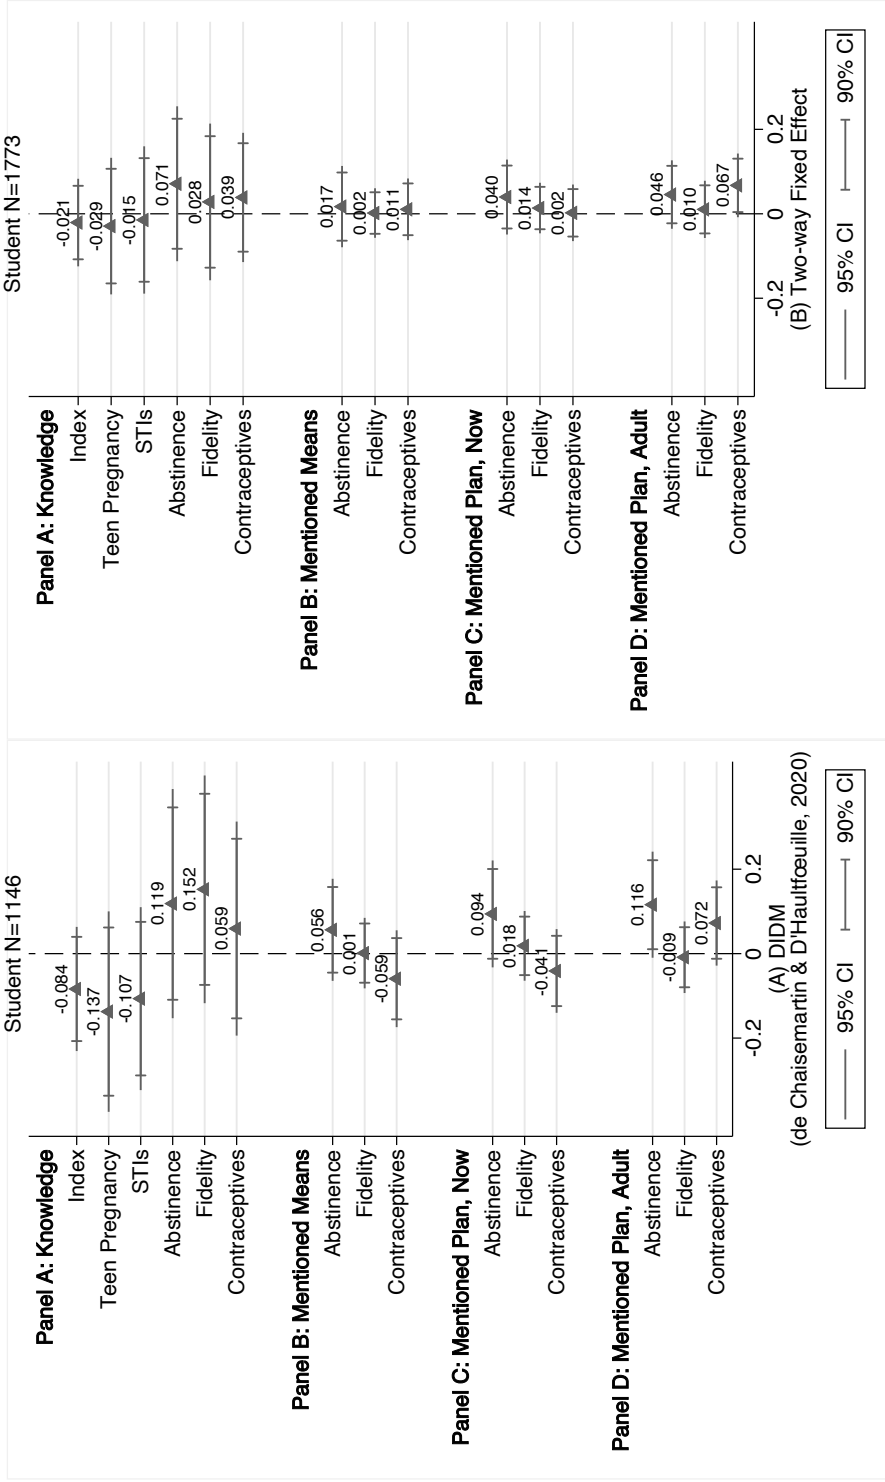 Student N=1146
Panel A: Knowledge
Index
-0.084
Teen Pregnancy
-0.137
STIs
-0.107
Abstinence
0.119
Fidelity
0.152
Contraceptives
0.059
Panel B: Mentioned Means
Abstinence
0.056
Fidelity
0.001
Contraceptives
-0.059
Panel C: Mentioned Plan, Now
Abstinence
0.094
Fidelity
0.018
Contraceptives
-0.041
Panel D: Mentioned Plan, Adult
Abstinence
0.116
Fidelity
-0.009
Contraceptives
0.072
-0.2 0 0.2
(A) DIDM
(de Chaisemartin & D'Haultfœuille, 2020)
95% CI 90% CI
Student N=1773
Panel A: Knowledge
Index
-0.021
Teen Pregnancy
-0.029
STIs
-0.015
Abstinence
0.071
Fidelity
0.028
Contraceptives
0.039
Panel B: Mentioned Means
Abstinence
0.017
Fidelity
0.002
Contraceptives
0.011
Panel C: Mentioned Plan, Now
Abstinence
0.040
Fidelity
0.014
Contraceptives
0.002
Panel D: Mentioned Plan, Adult
Abstinence
0.046
Fidelity
0.010
Contraceptives
0.067
-0.2 0 0.2
(B) Two-way Fixed Effect
95% CI 90% CI